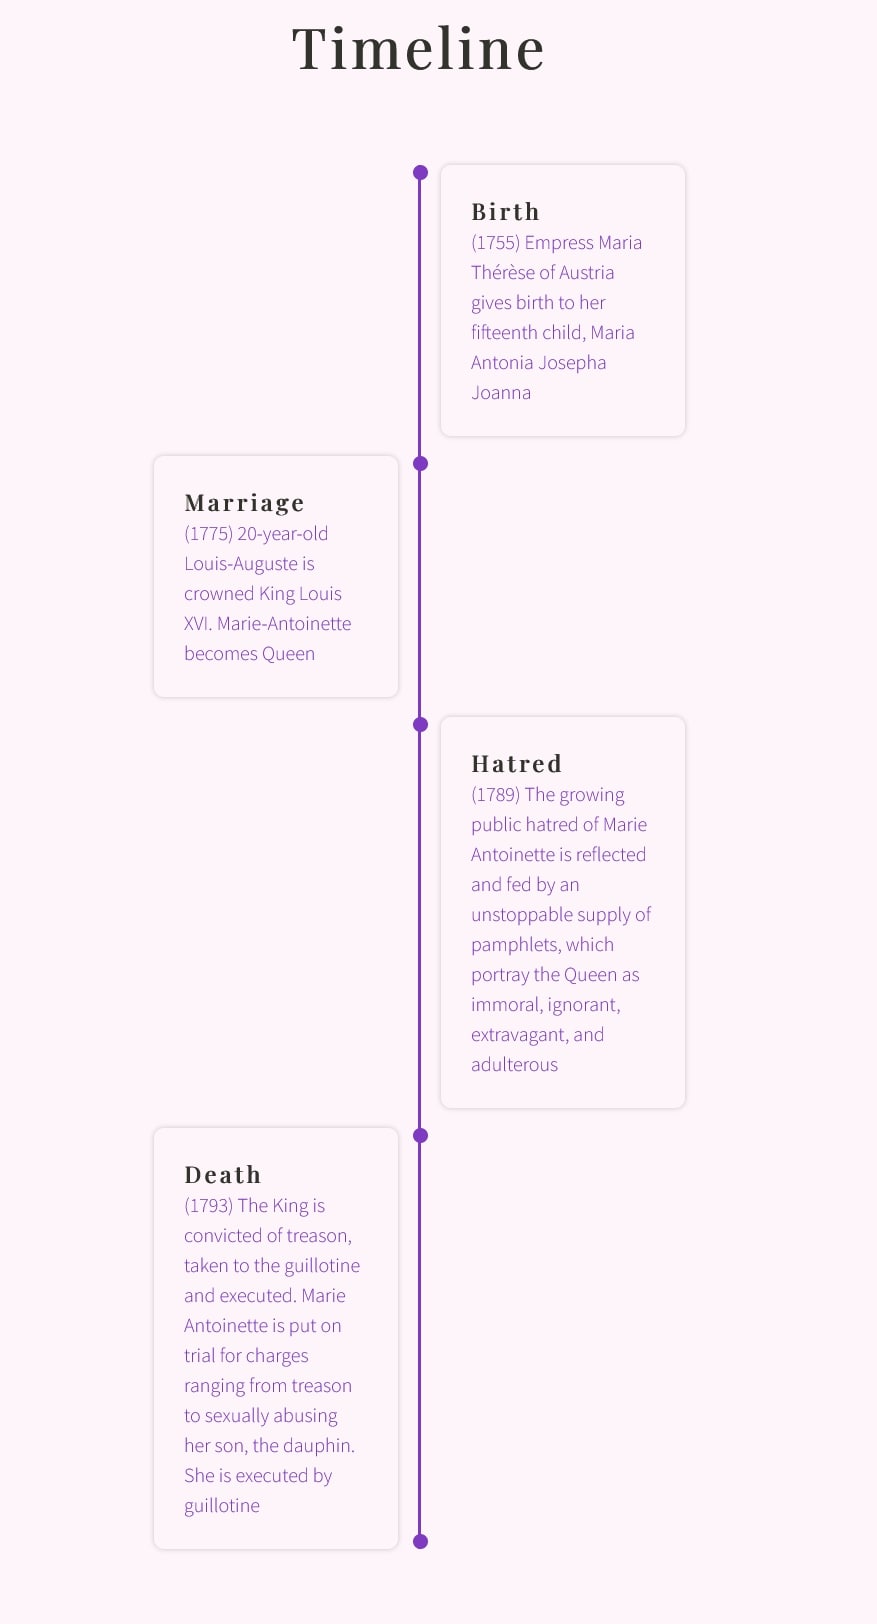 Timeline
Birth
(1755) Empress Maria
Thérèse of Austria
gives birth to her
fifteenth child, Maria
Antonia Josepha
Joanna
Marriage
(1775) 20-year-old
Louis-Auguste is
crowned King Louis
XVI. Marie-Antoinette
becomes Queen
Hatred
(1789) The growing
public hatred of Marie
Antoinette is reflected
and fed by an
unstoppable supply of
pamphlets, which
portray the Queen as
immoral, ignorant,
extravagant, and
adulterous
Death
(1793) The King is
convicted of treason,
taken to the guillotine
and executed. Marie
Antoinette is put on
trial for charges
ranging from treason
to sexually abusing
her son, the dauphin.
She is executed by
guillotine